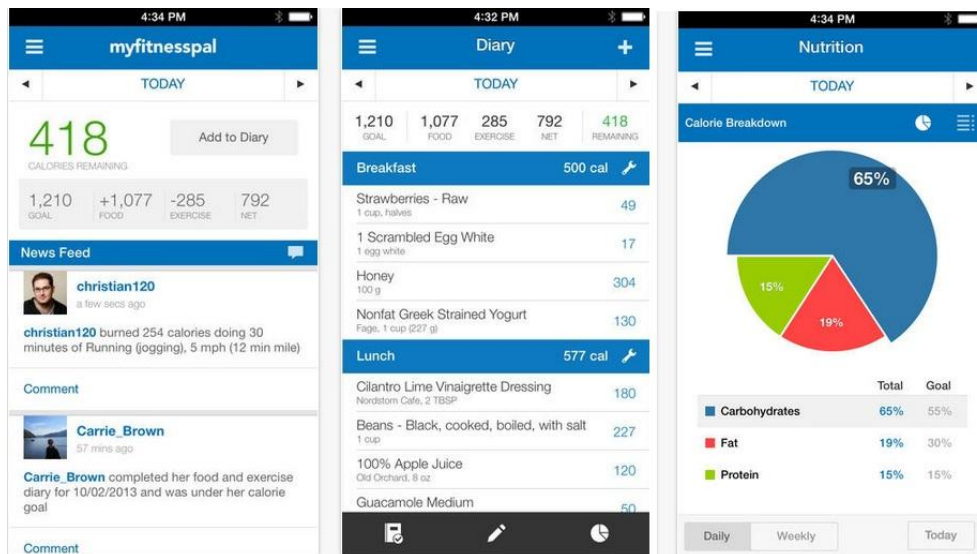 4:34 PM
myfitnesspal
TODAY
418
CALORIES REMAINING
Add to Diary
1,210 +1,077 -285 792
GOAL FOOD EXERCISE NET
News Feed
christian120
a few secs ago
christian120 burned 254 calories doing 30
minutes of Running (jogging), 5 mph (12 min mile)
Comment
Carrie_Brown
57 mins ago
Carrie_Brown completed her food and exercise
diary for 10/02/2013 and was under her calorie
goal
Comment
4:32 PM
Diary
TODAY
1,210 1,077 285 792 418
GOAL FOOD EXERCISE NET REMAINING
Breakfast 500 cal
Strawberries - Raw 49
1 cup, halves
1 Scrambled Egg White 17
1 egg white
Honey 304
100 g
Nonfat Greek Strained Yogurt 130
Fage, 1 cup (227 g)
Lunch 577 cal
Cilantro Lime Vinaigrette Dressing 180
Nordstom Cafe, 2 TBSP
Beans - Black, cooked, boiled, with salt 227
1 cup
100% Apple Juice 120
Old Orchard, 8 oz
Guacamole Medium 50
4:34 PM
Nutrition
TODAY
Calorie Breakdown
65%
15%
19%
Total Goal
Carbohydrates 65% 55%
Fat 19% 30%
Protein 15% 15%
Daily Weekly Today